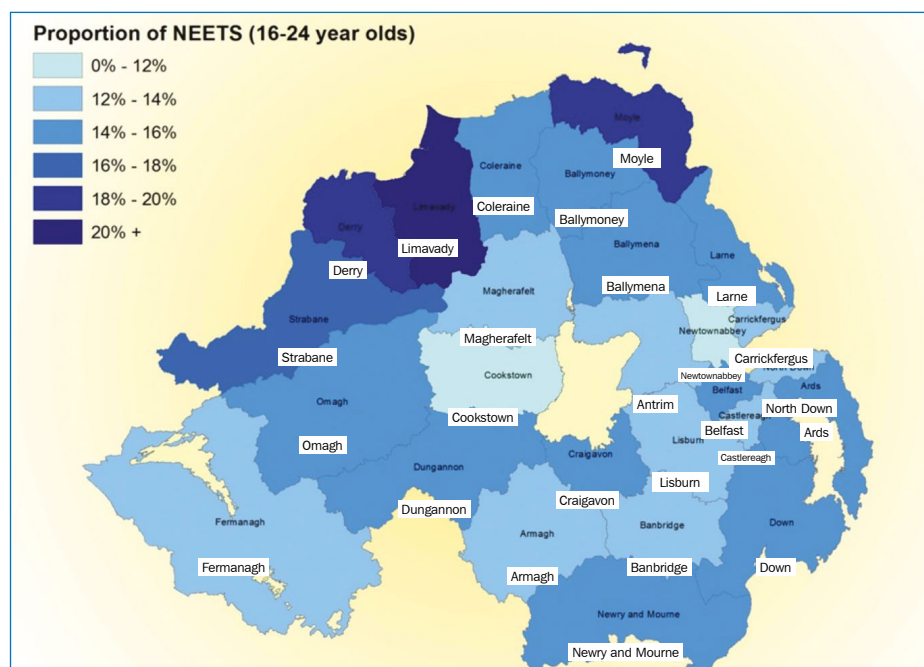 Proportion of NEETS (16-24 year olds)
0% - 12%
12% - 14%
14% - 16%
16% - 18%
18% - 20%
20% +
Moyle
Moyle
Coleraine
Coleraine
Ballymoney
Ballymoney
Limavady
Limavady
Derry
Derry
Ballymena
Ballymena
Larne
Larne
Magherafelt
Magherafelt
Strabane
Strabane
Carrickfergus
Carrickfergus
Newtownabbey
Newtownabbey
North Down
North Down
Cookstown
Cookstown
Antrim
Belfast
Belfast
Ards
Ards
Castlereagh
Castlereagh
Omagh
Omagh
Lisburn
Lisburn
Craigavon
Craigavon
Dungannon
Dungannon
Fermanagh
Fermanagh
Armagh
Armagh
Banbridge
Banbridge
Down
Down
Newry and Mourne
Newry and Mourne